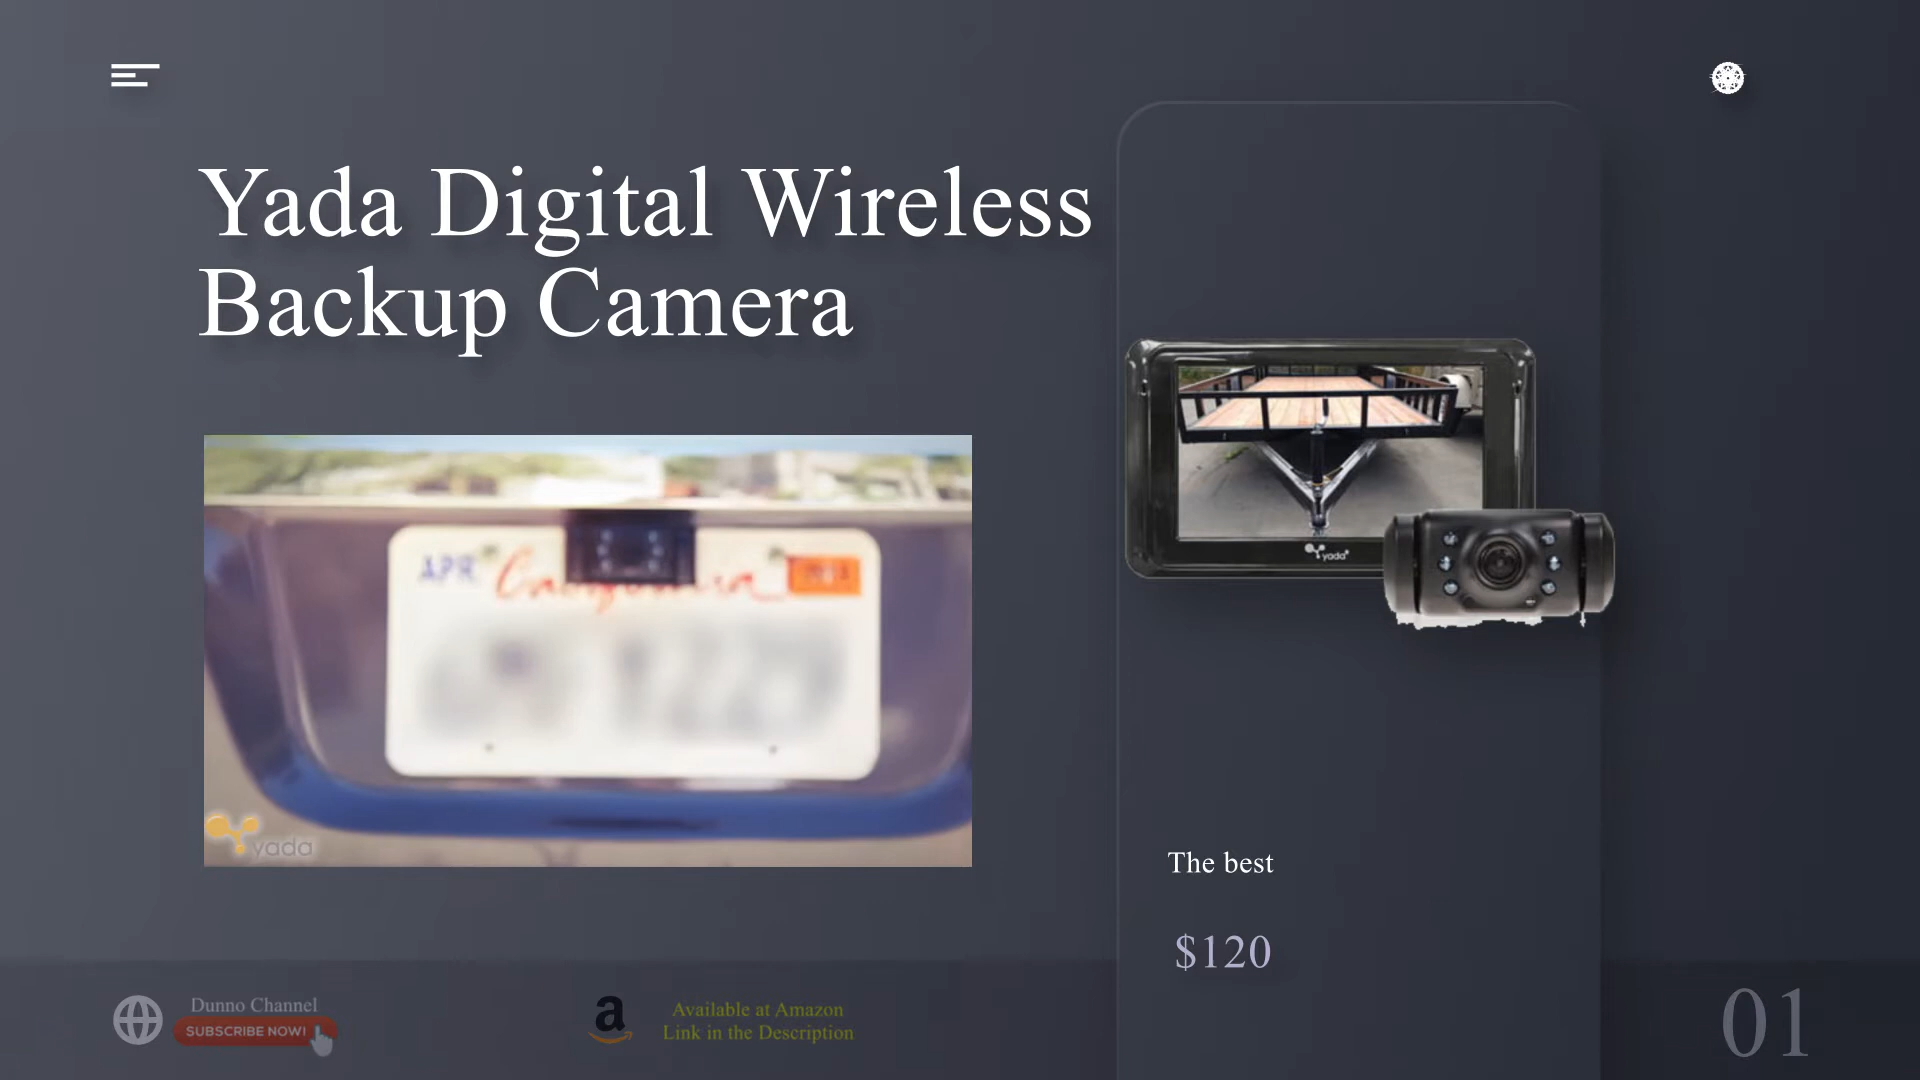 Yada Digital Wireless
Backup Camera
APR
yada
yada
The best
$120
Dunno Channel
SUBSCRIBE NOW!
a
Available at Amazon
Link in the Description
01